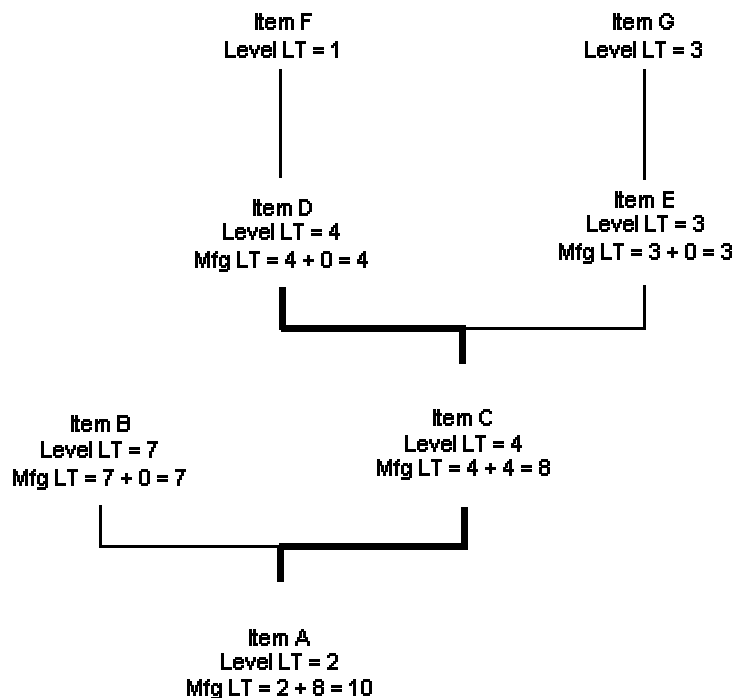 Item F
Level LT = 1
Item G
Level LT = 3
Item D
Level LT = 4
Mfg LT = 4 + 0 = 4
Item E
Level LT = 3
Mfg LT = 3 + 0 = 3
Item B
Level LT = 7
Mfg LT = 7 + 0 = 7
Item C
Level LT = 4
Mfg LT = 4 + 4 = 8
Item A
Level LT = 2
Mfg LT = 2 + 8 = 10